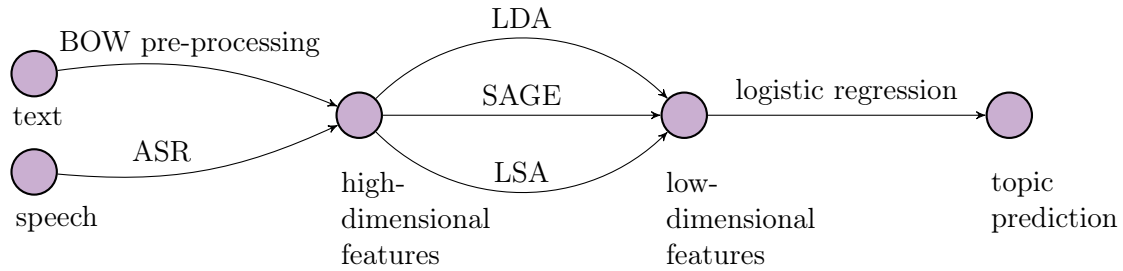 LDA
BOW pre-processing
SAGE
logistic regression
text
ASR
LSA
speech
high-
dimensional
features
low-
dimensional
features
topic
prediction